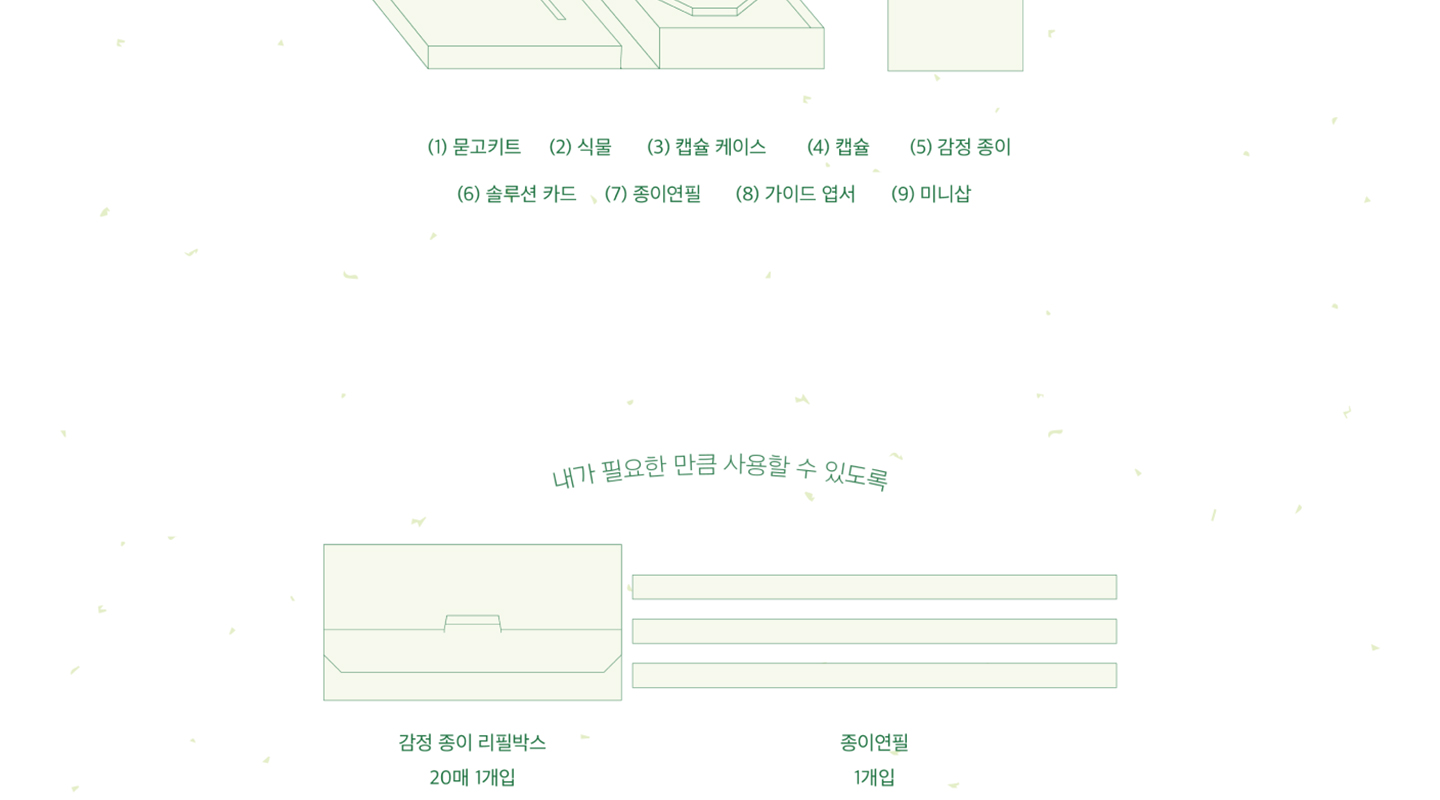 (1) 묻고키트 (2) 식물 (3) 캡슐 케이스 (4) 캡슐 (5) 감정 종이
(6) 솔루션 카드 (7) 종이연필 (8) 가이드 엽서 (9) 미니삽
내가 필요한 만큼 사용할 수 있도록
감정 종이 리필박스
20매 1개입
종이연필
1개입